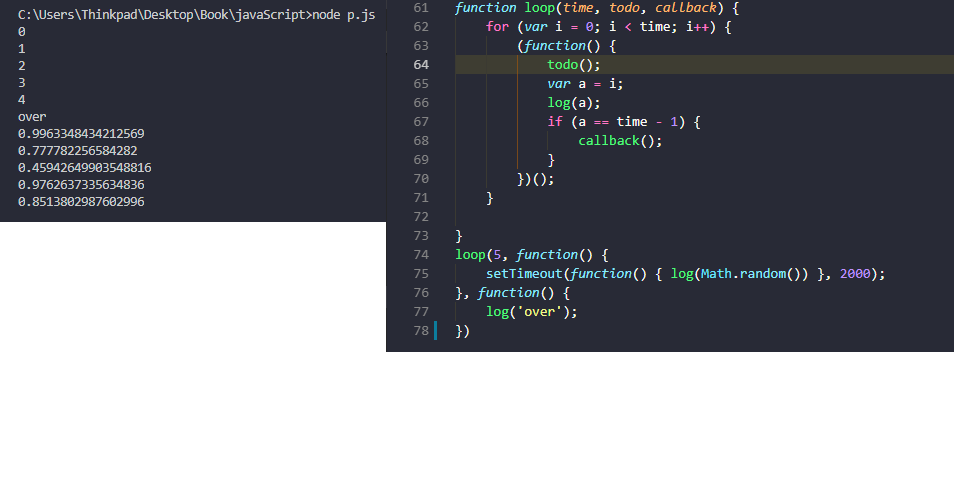 C:\Users\Thinkpad\Desktop\Book\javaScript>node p.js
0
1
2
3
4
over
0.9963348434212569
0.777782256584282
0.45942649903548816
0.9762637335634836
0.8513802987602996
61 function loop(time, todo, callback) {
62     for (var i = 0; i < time; i++) {
63         (function() {
64             todo();
65             var a = i;
66             log(a);
67             if (a == time - 1) {
68                 callback();
69             }
70         })();
71     }
72
73 }
74 loop(5, function() {
75     setTimeout(function() { log(Math.random()) }, 2000);
76 }, function() {
77     log('over');
78 })